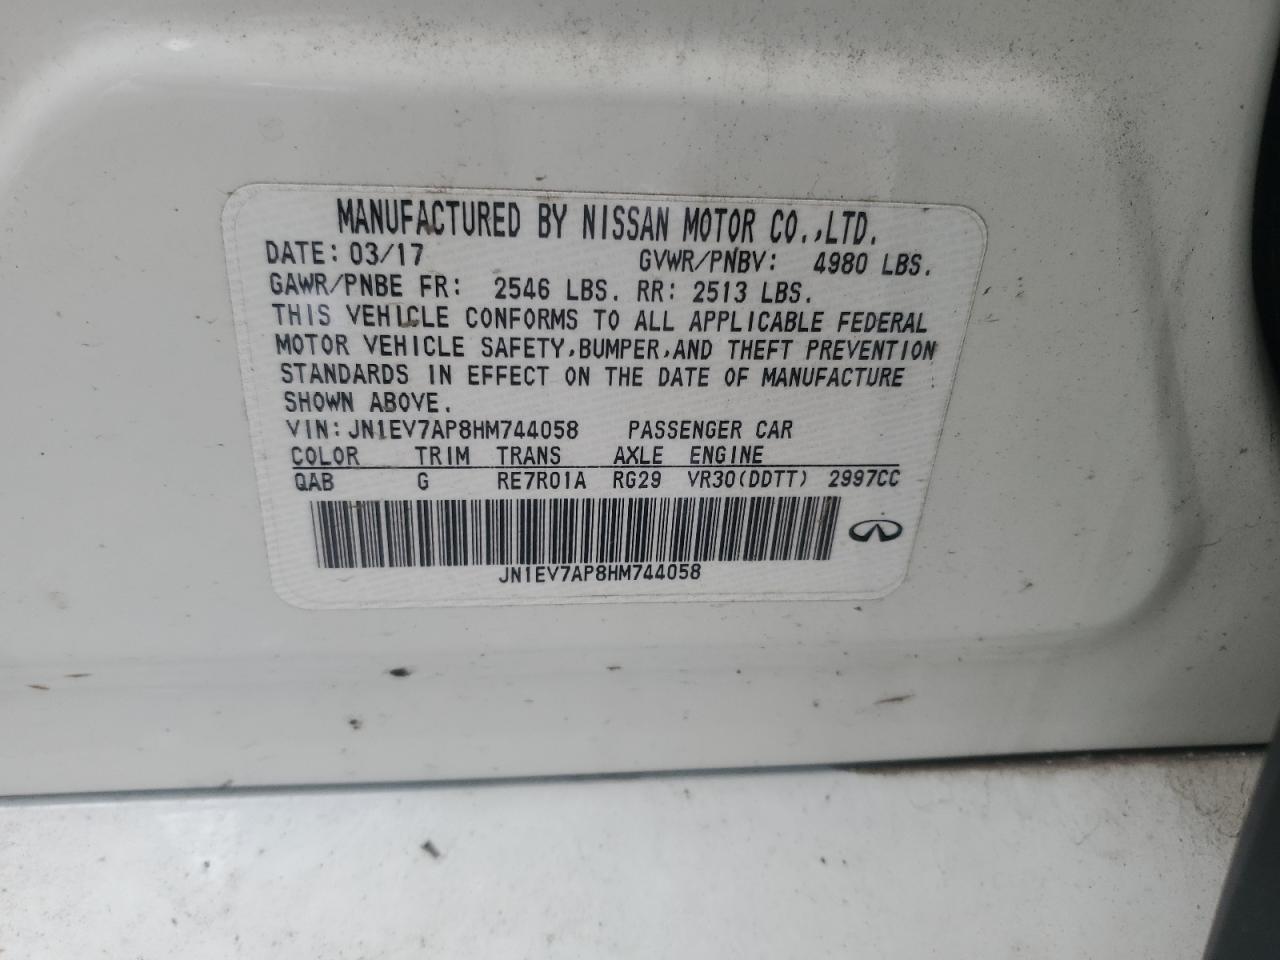 MANUFACTURED BY NISSAN MOTOR CO.,LTD.
DATE: 03/17 GVWR/PNBV: 4980 LBS.
GAWR/PNBE FR: 2546 LBS. RR: 2513 LBS.
THIS VEHICLE CONFORMS TO ALL APPLICABLE FEDERAL
MOTOR VEHICLE SAFETY,BUMPER,AND THEFT PREVENTION
STANDARDS IN EFFECT ON THE DATE OF MANUFACTURE
SHOWN ABOVE.
VIN: JN1EV7AP8HM744058 PASSENGER CAR
COLOR TRIM TRANS AXLE ENGINE
QAB G RE7R01A RG29 VR30(DDTT) 2997CC
JN1EV7AP8HM744058